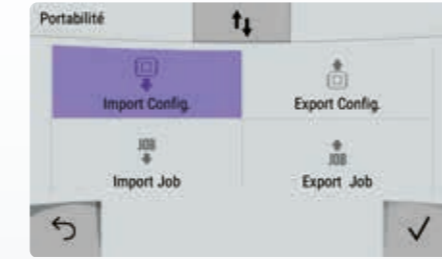 Portabilité
Import Config.
Export Config.
JOB
JOB
Import Job
Export Job